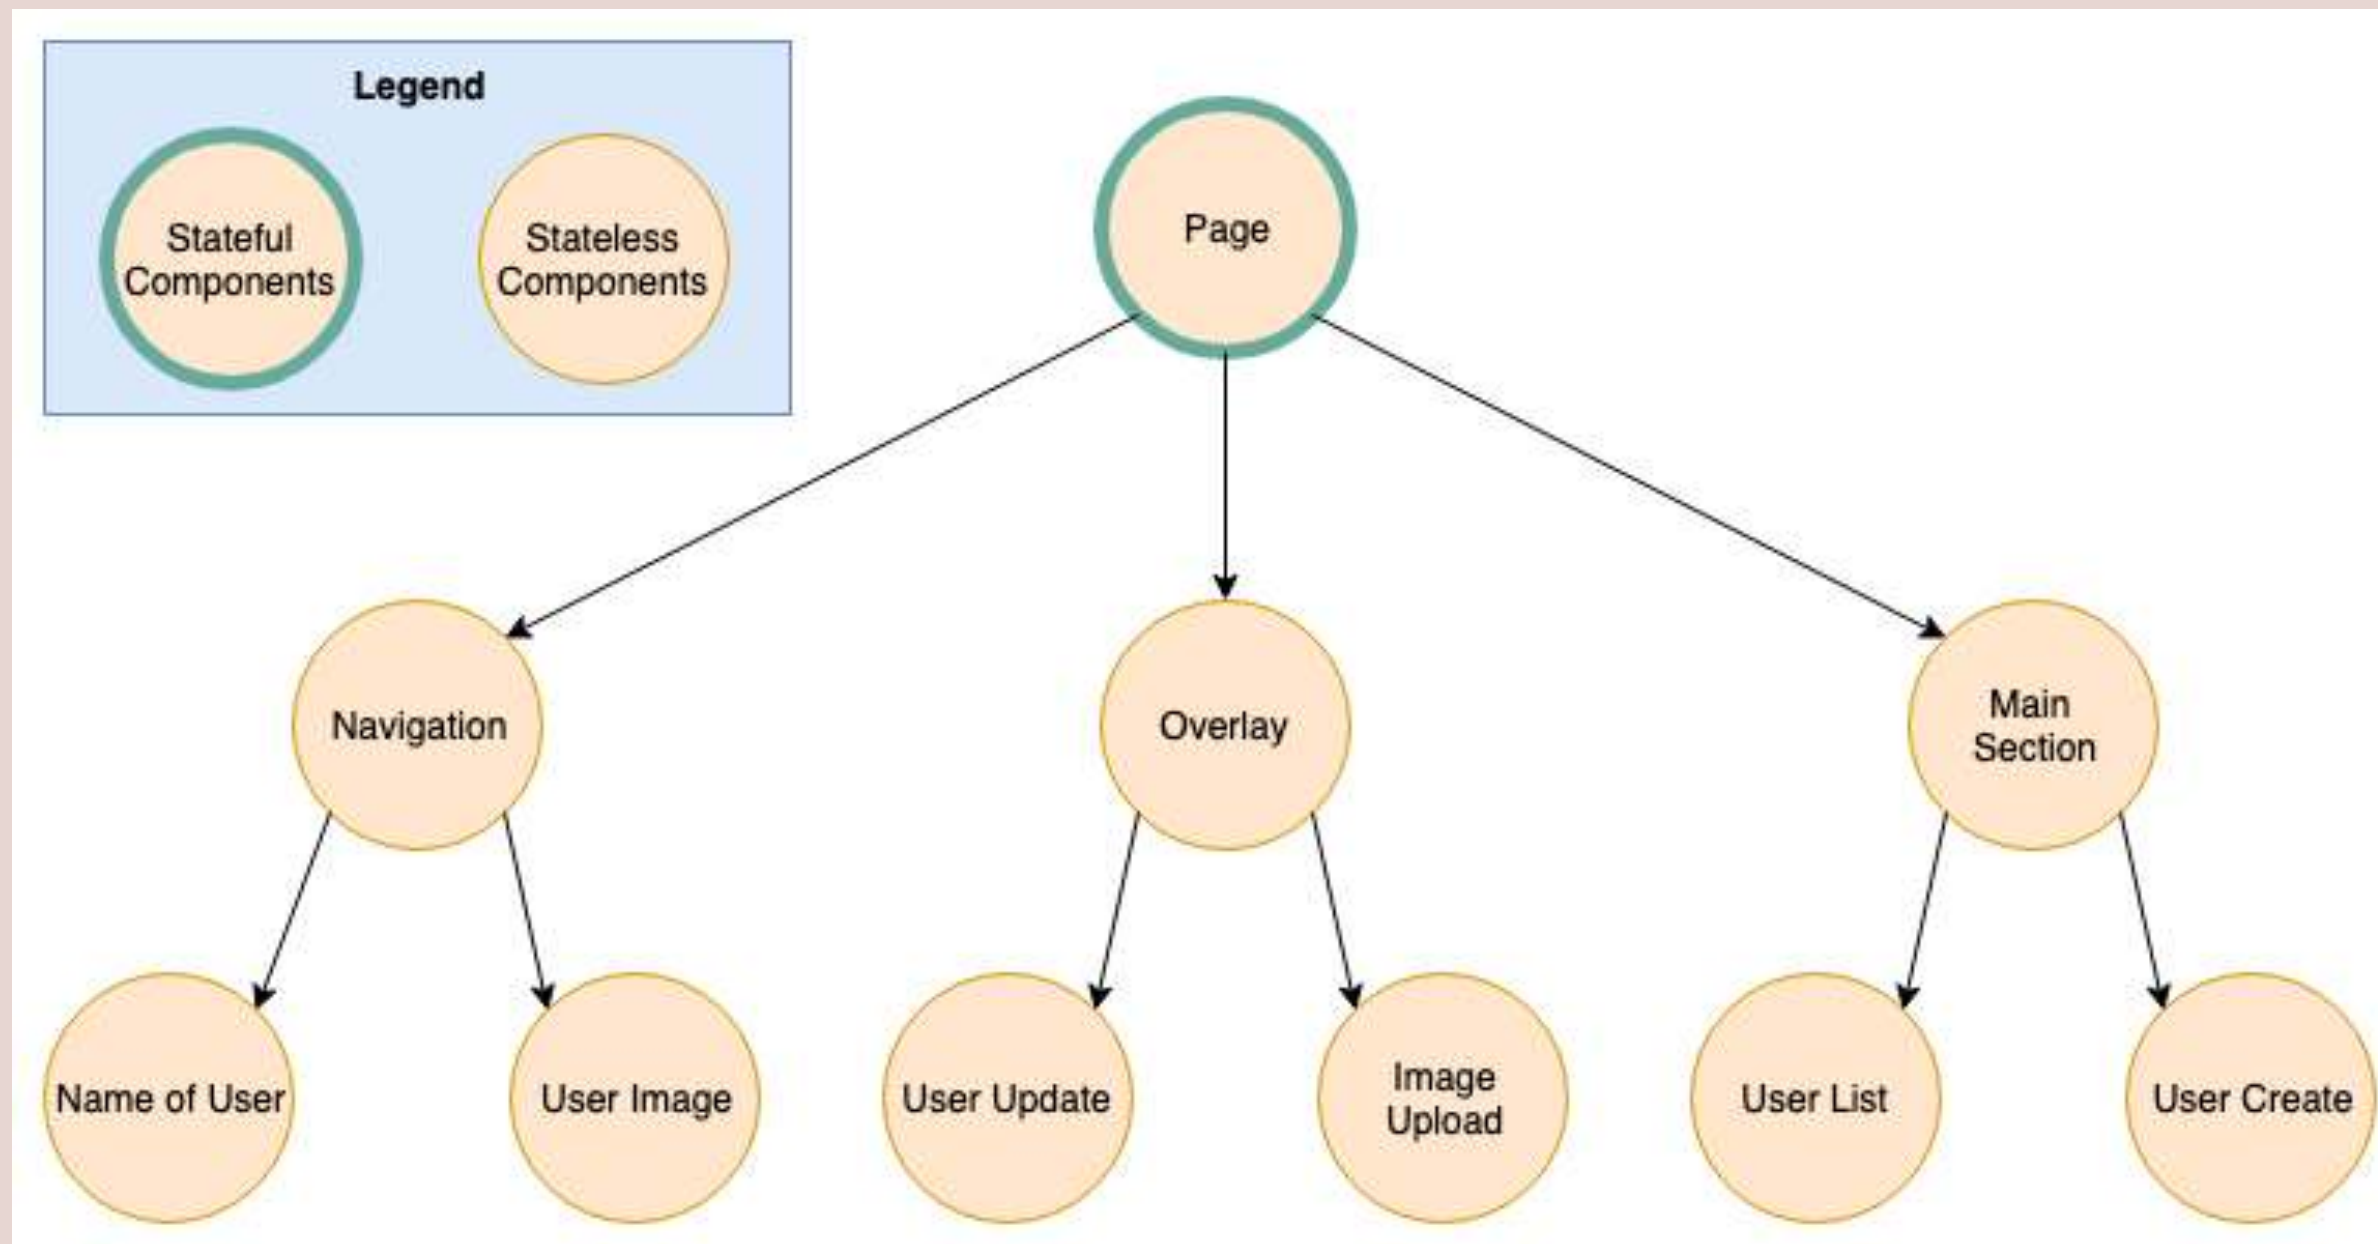 Legend
Stateful
Components
Stateless
Components
Page
Navigation
Overlay
Main
Section
Name of User
User Image
User Update
Image
Upload
User List
User Create